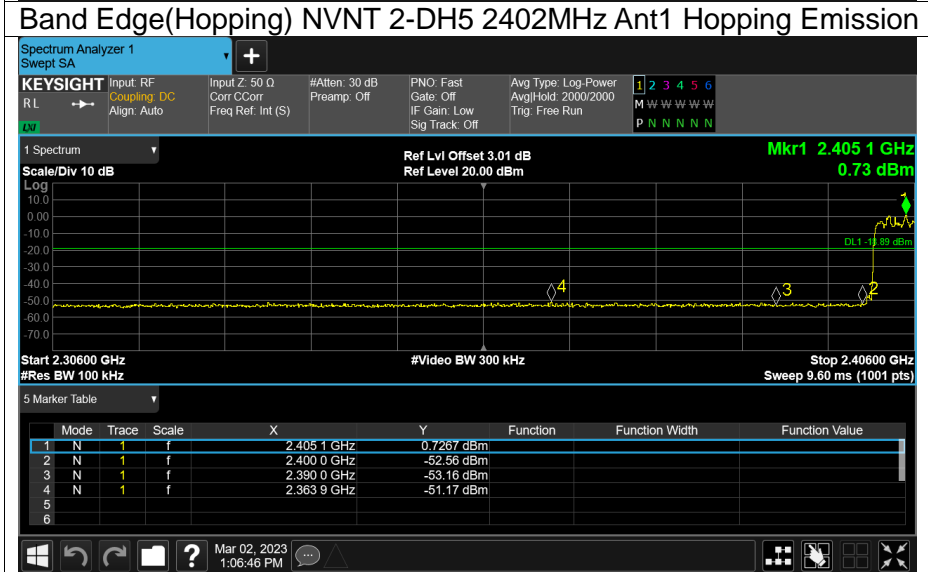 Band Edge(Hopping) NVNT 2-DH5 2402MHz Ant1 Hopping Emission
Spectrum Analyzer 1
Swept SA
+
KEYSIGHT Input: RF Input Z: 50 Ω #Atten: 30 dB PNO: Fast Avg Type: Log-Power 1 2 3 4 5 6
R L Coupling: DC Corr CCorr Preamp: Off Gate: Off Avg|Hold: 2000/2000 M W W W W W
Align: Auto Freq Ref: Int (S) IF Gain: Low Trig: Free Run
LXI Sig Track: Off P N N N N N
1 Spectrum Ref Lvl Offset 3.01 dB Mkr1 2.405 1 GHz
Scale/Div 10 dB Ref Level 20.00 dBm 0.73 dBm
Log
10.0
0.00
-10.0
DL1 -18.89 dBm
-20.0
-30.0
-40.0
4 3 2
-50.0
-60.0
-70.0
Start 2.30600 GHz #Video BW 300 kHz Stop 2.40600 GHz
#Res BW 100 kHz Sweep 9.60 ms (1001 pts)
5 Marker Table
Mode Trace Scale X Y Function Function Width Function Value
1 N 1 f 2.405 1 GHz 0.7267 dBm
2 N 1 f 2.400 0 GHz -52.56 dBm
3 N 1 f 2.390 0 GHz -53.16 dBm
4 N 1 f 2.363 9 GHz -51.17 dBm
5
6
? Mar 02, 2023
1:06:46 PM